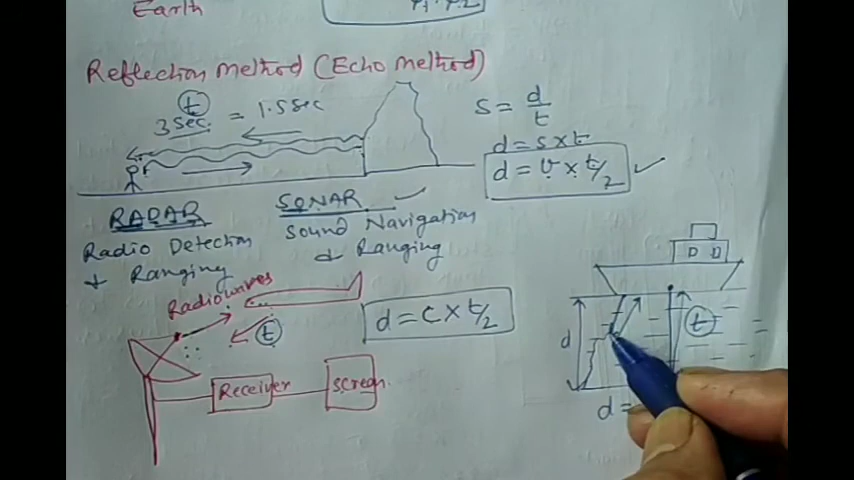 Earth
Reflection method (Echo method)
t
3 sec = 1.5 sec
S = d/t
d = s x t
d = v x t/2
RADAR
Radio Detection
& Ranging
SONAR
Sound Navigation
& Ranging
Radiowaves
t
d = c x t/2
Receiver
Screen
D D
d
t
d =